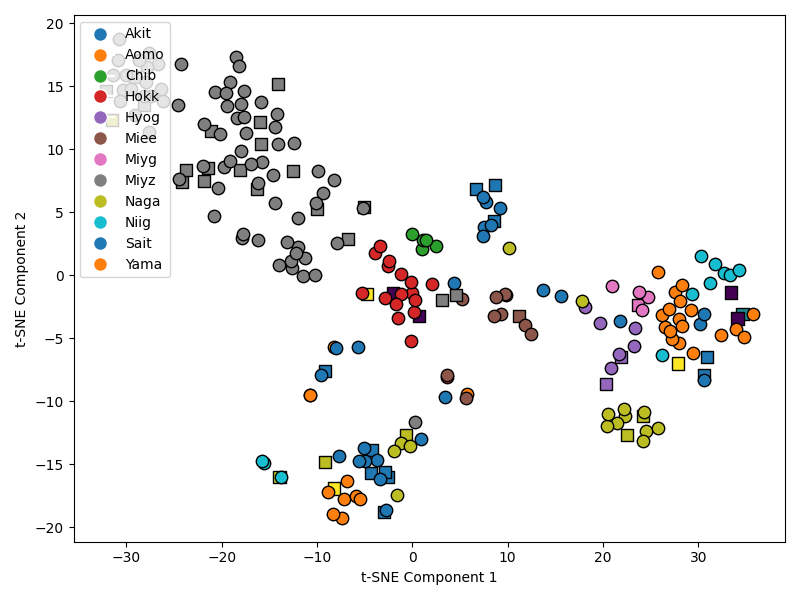 20
15
10
5
0
−5
−10
−15
−20
t-SNE Component 2
Akit
Aomo
Chib
Hokk
Hyog
Miee
Miyg
Miyz
Naga
Niig
Sait
Yama
−30
−20
−10
0
10
20
30
t-SNE Component 1